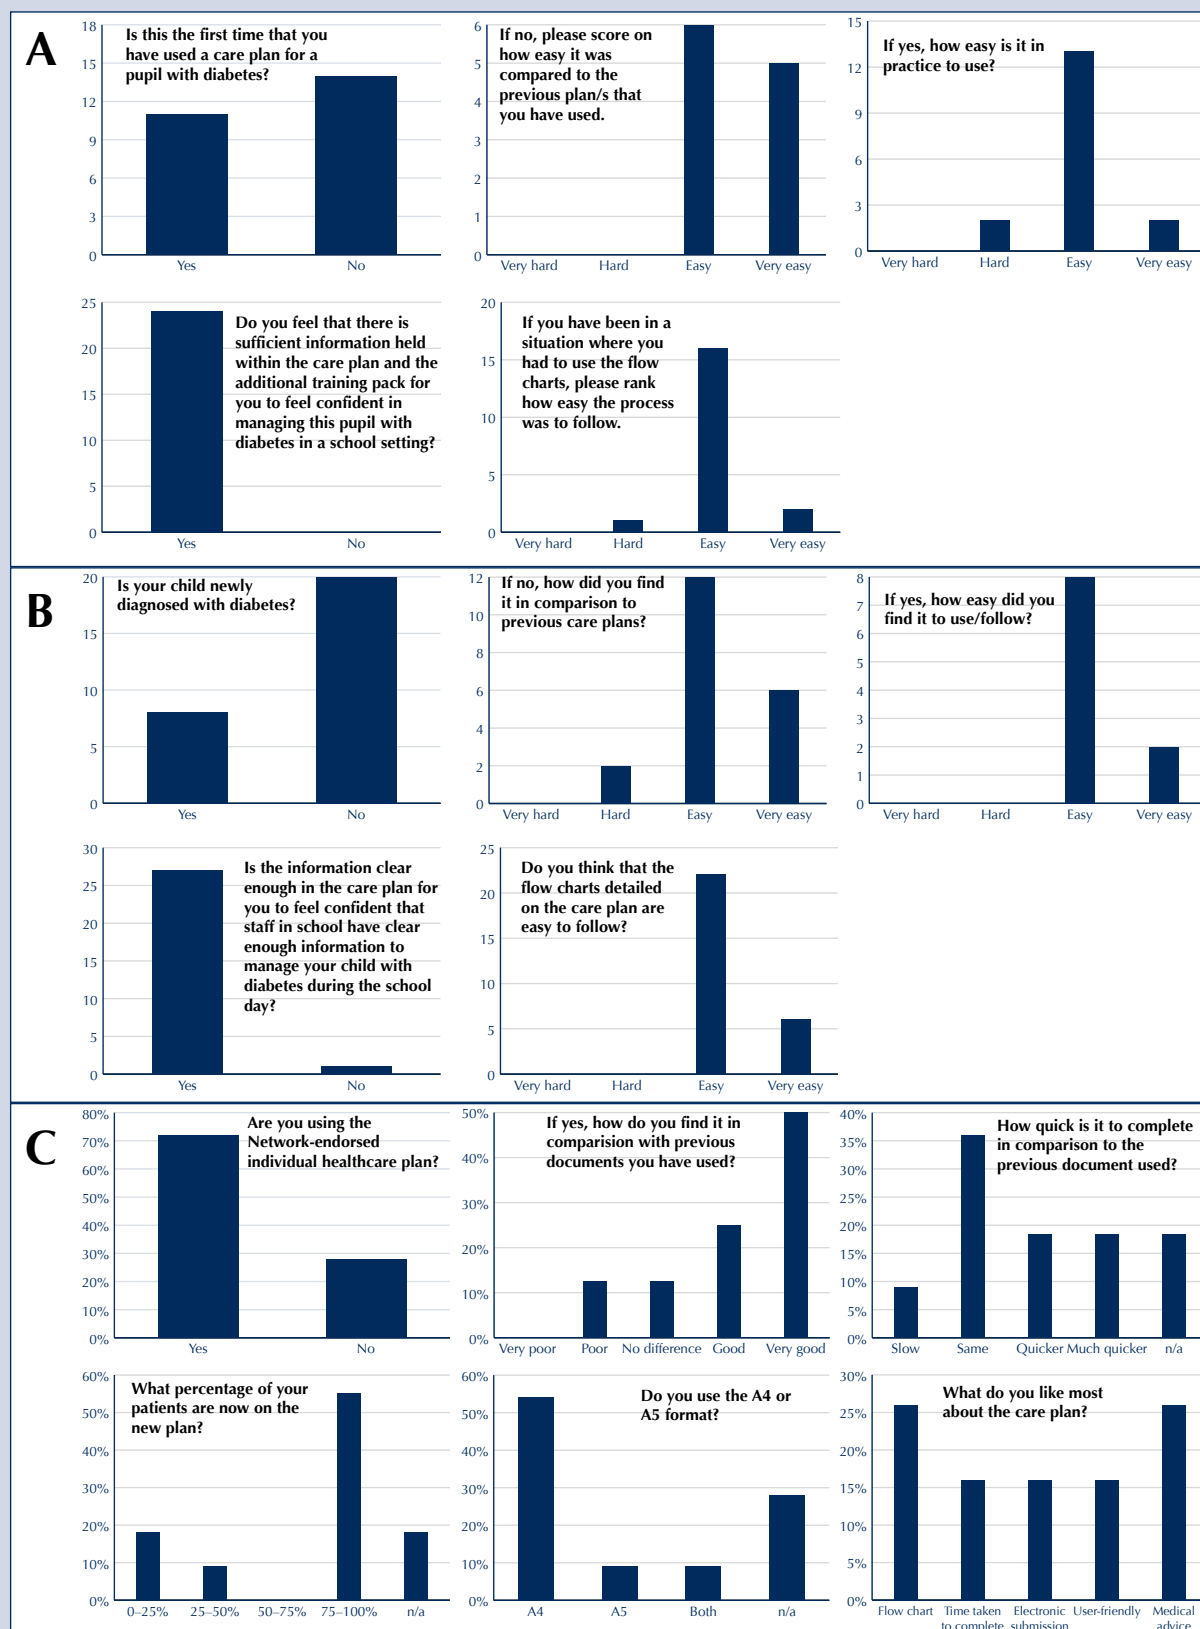 A
18
15
12
9
6
3
0
Is this the first time that you
have used a care plan for a
pupil with diabetes?
Yes
No
6
5
4
3
2
1
0
If no, please score on
how easy it was
compared to the
previous plan/s that
you have used.
Very hard
Hard
Easy
Very easy
15
12
9
6
3
0
If yes, how easy is it in
practice to use?
Very hard
Hard
Easy
Very easy
25
20
15
10
5
0
Do you feel that there is
sufficient information held
within the care plan and the
additional training pack for
you to feel confident in
managing this pupil with
diabetes in a school setting?
Yes
No
20
15
10
5
0
If you have been in a
situation where you
had to use the flow
charts, please rank
how easy the process
was to follow.
Very hard
Hard
Easy
Very easy
B
20
15
10
5
0
Is your child newly
diagnosed with diabetes?
Yes
No
12
10
8
6
4
2
0
If no, how did you find
it in comparison to
previous care plans?
Very hard
Hard
Easy
Very easy
8
7
6
5
4
3
2
1
0
If yes, how easy did you
find it to use/follow?
Very hard
Hard
Easy
Very easy
30
25
20
15
10
5
0
Is the information clear
enough in the care plan for
you to feel confident that
staff in school have clear
enough information to
manage your child with
diabetes during the school
day?
Yes
No
25
20
15
10
5
0
Do you think that the
flow charts detailed
on the care plan are
easy to follow?
Very hard
Hard
Easy
Very easy
C
80%
70%
60%
50%
40%
30%
20%
10%
0%
Are you using the
Network-endorsed
individual healthcare plan?
Yes
No
50%
40%
30%
20%
10%
0%
If yes, how do you find it in
comparision with previous
documents you have used?
Very poor
Poor
No difference
Good
Very good
40%
35%
30%
25%
20%
15%
10%
5%
0%
How quick is it to complete
in comparison to the
previous document used?
Slow
Same
Quicker
Much quicker
n/a
60%
50%
40%
30%
20%
10%
0%
What percentage of your
patients are now on the
new plan?
0–25%
25–50%
50–75%
75–100%
n/a
60%
50%
40%
30%
20%
10%
0%
Do you use the A4 or
A5 format?
A4
A5
Both
n/a
30%
25%
20%
15%
10%
5%
0%
What do you like most
about the care plan?
Flow chart
Time taken
to complete
Electronic
submission
User-friendly
Medical
advice